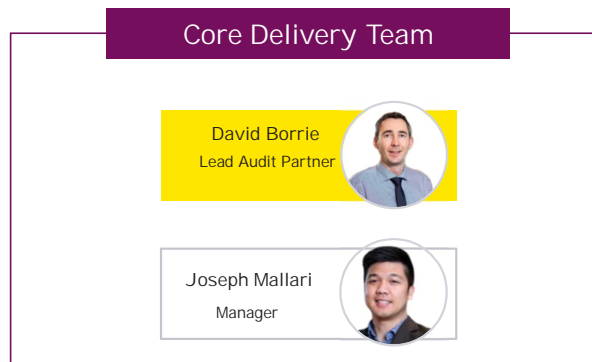 Core Delivery Team
David Borrie
Lead Audit Partner
Joseph Mallari
Manager